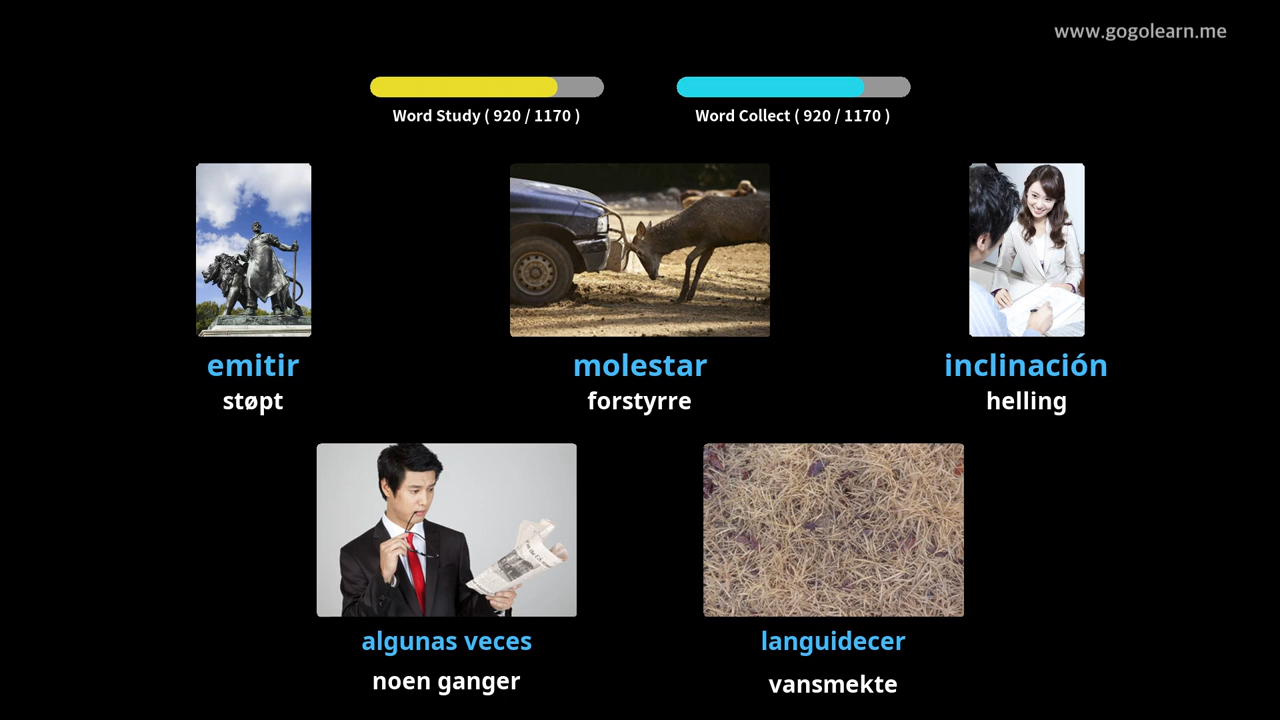 www.gogolearn.me
Word Study ( 920 / 1170 )
Word Collect ( 920 / 1170 )
emitir
støpt
molestar
forstyrre
inclinación
helling
algunas veces
noen ganger
languidecer
vansmekte